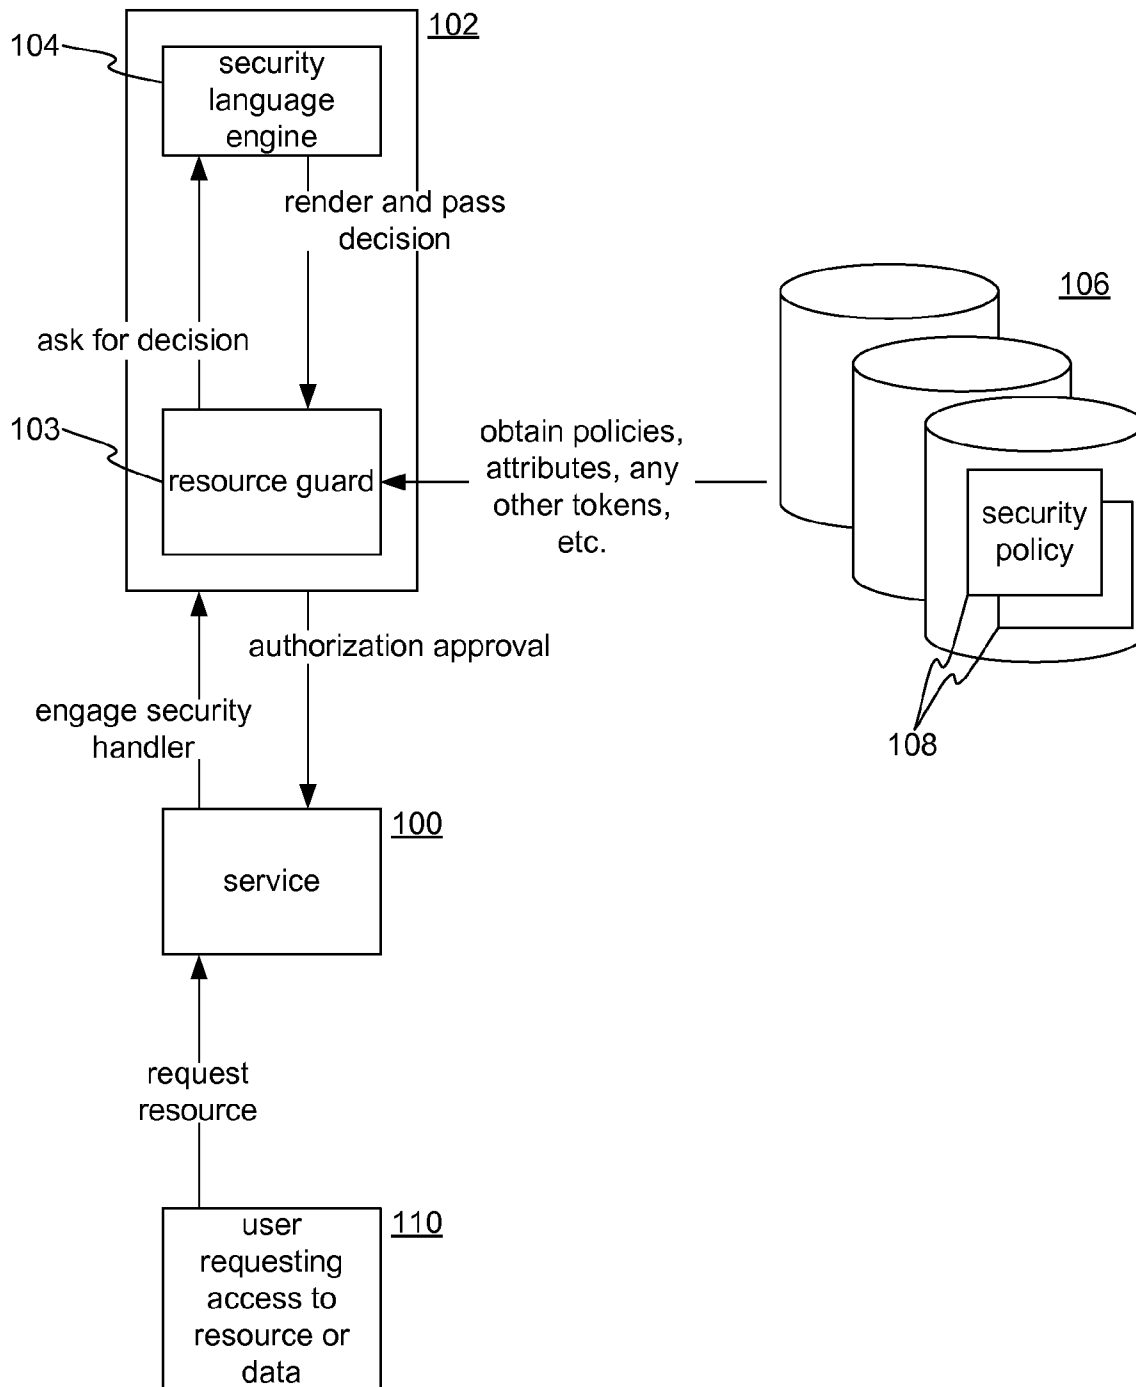 102
104
security
language
engine
render and pass
decision
106
ask for decision
103
resource guard
obtain policies,
attributes, any
other tokens,
etc.
security
policy
authorization approval
engage security
handler
108
100
service
request
resource
110
user
requesting
access to
resource or
data